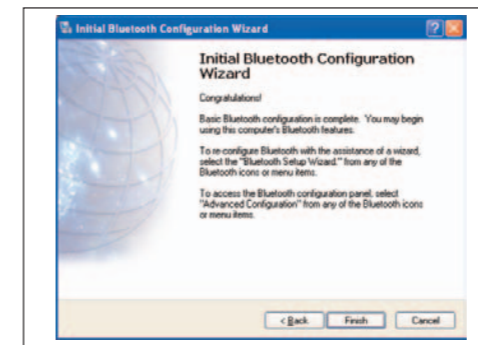 Initial Bluetooth Configuration Wizard
Initial Bluetooth Configuration
Wizard
Congratulations!
Basic Bluetooth configuration is complete. You may begin
using this computer's Bluetooth features.
To re-configure Bluetooth with the assistance of a wizard,
select the "Bluetooth Setup Wizard." from any of the
Bluetooth icons or menu items.
To access the Bluetooth configuration panel, select
"Advanced Configuration" from any of the Bluetooth icons
or menu items.
< Back Finish Cancel